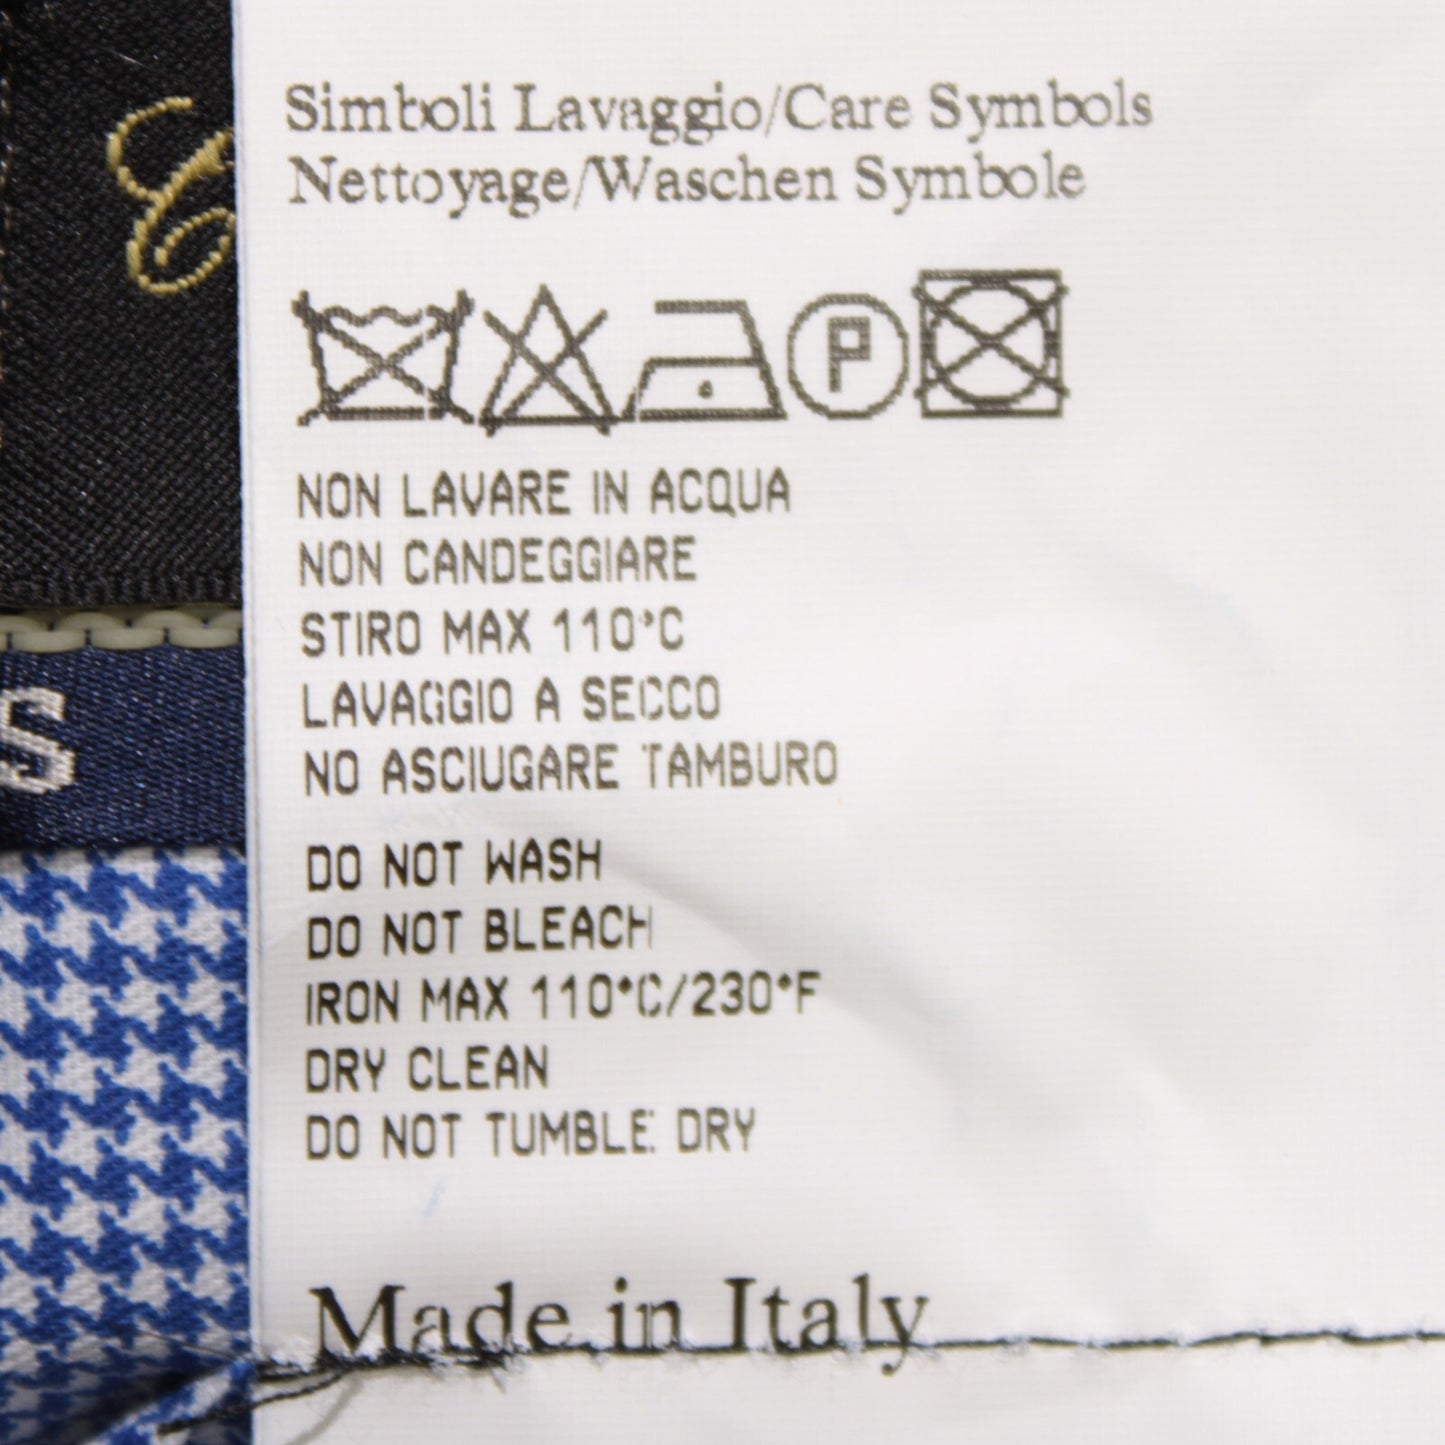 Simboli Lavaggio/Care Symbols
Nettoyage/Waschen Symbole
P
NON LAVARE IN ACQUA
NON CANDEGGIARE
STIRO MAX 110°C
LAVAGGIO A SECCO
NO ASCIUGARE TAMBURO
DO NOT WASH
DO NOT BLEACH
IRON MAX 110°C/230°F
DRY CLEAN
DO NOT TUMBLE DRY
Made in Italy
S